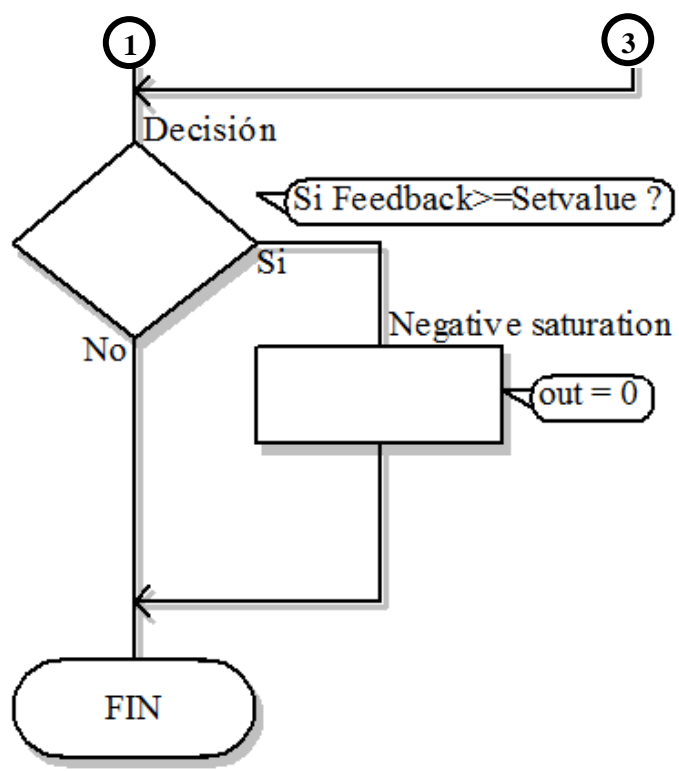 1
3
Decisión
Si Feedback>=Setvalue ?
Si
Negative saturation
No
out = 0
FIN